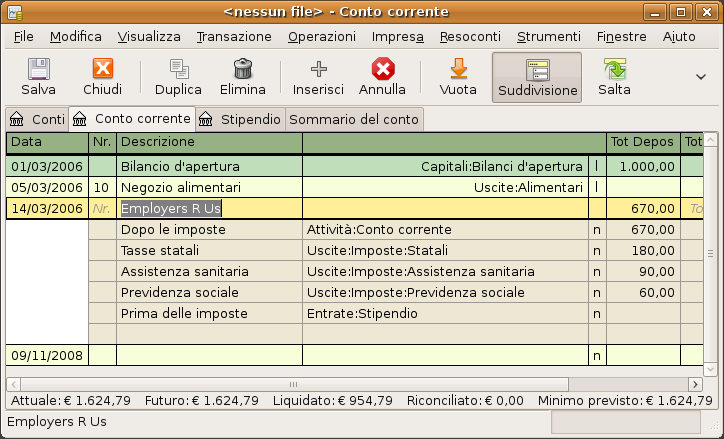 <nessun file> - Conto corrente
File Modifica Visualizza Transazione Operazioni Impresa Resoconti Strumenti Finestre Aiuto
Salva Chiudi Duplica Elimina Inserisci Annulla Vuota Suddivisione Salta
Conti Conto corrente Stipendio Sommario del conto
Data Nr. Descrizione Tot Depos Tot
01/03/2006 Bilancio d'apertura Capitali:Bilanci d'apertura l 1.000,00
05/03/2006 10 Negozio alimentari Uscite:Alimentari l
14/03/2006 Nr. Employers R Us 670,00 To
Dopo le imposte Attività:Conto corrente n 670,00
Tasse statali Uscite:Imposte:Statali n 180,00
Assistenza sanitaria Uscite:Imposte:Assistenza sanitaria n 90,00
Previdenza sociale Uscite:Imposte:Previdenza sociale n 60,00
Prima delle imposte Entrate:Stipendio n
09/11/2008 n
Attuale: € 1.624,79 Futuro: € 1.624,79 Liquidato: € 954,79 Riconciliato: € 0,00 Minimo previsto: € 1.624,79
Employers R Us